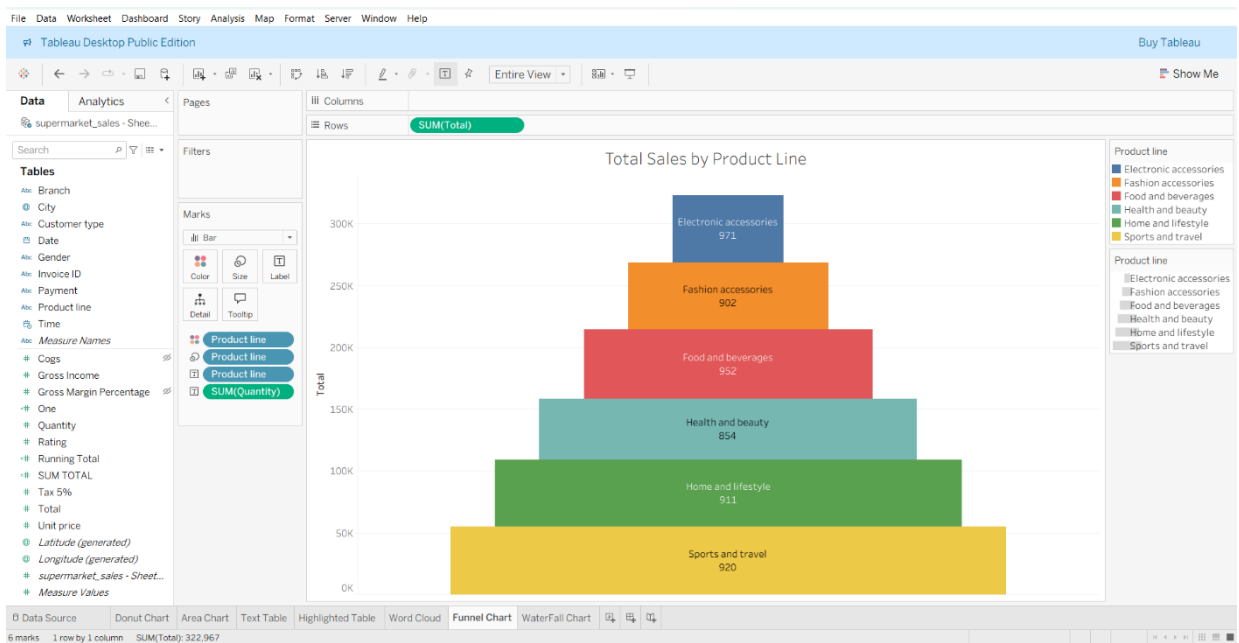 File Data Worksheet Dashboard Story Analysis Map Format Server Window Help
Tableau Desktop Public Edition
Buy Tableau
Entire View
Show Me
Data Analytics
supermarket_sales - Shee...
Search
Tables
Abc Branch
City
Abc Customer type
Date
Abc Gender
Abc Invoice ID
Abc Payment
Abc Product line
Time
Abc Measure Names
# Cogs
# Gross Income
# Gross Margin Percentage
# One
# Quantity
# Rating
# Running Total
# SUM TOTAL
# Tax 5%
# Total
# Unit price
Latitude (generated)
Longitude (generated)
# supermarket_sales - Sheet...
# Measure Values
Pages
Filters
Marks
Bar
Color Size Label
Detail Tooltip
Product line
Product line
Product line
SUM(Quantity)
Columns
Rows SUM(Total)
Total Sales by Product Line
Total
300K
250K
200K
150K
100K
50K
0K
Electronic accessories
971
Fashion accessories
902
Food and beverages
952
Health and beauty
854
Home and lifestyle
911
Sports and travel
920
Product line
Electronic accessories
Fashion accessories
Food and beverages
Health and beauty
Home and lifestyle
Sports and travel
Product line
Electronic accessories
Fashion accessories
Food and beverages
Health and beauty
Home and lifestyle
Sports and travel
Data Source Donut Chart Area Chart Text Table Highlighted Table Word Cloud Funnel Chart WaterFall Chart
6 marks 1 row by 1 column SUM(Total): 322,967